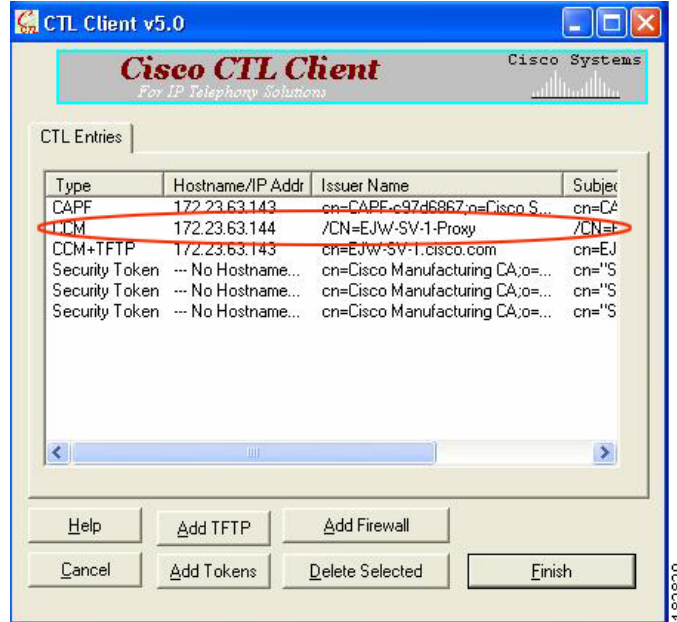 CTL Client v5.0
Cisco CTL Client
For IP Telephony Solutions
Cisco Systems
CTL Entries
Type Hostname/IP Addr Issuer Name Subjec
CAPF 172.23.63.143 cn=CAPF-c97d6867;o=Cisco S... cn=CA
CCM 172.23.63.144 /CN=EJW-SV-1-Proxy /CN=E
CCM+TFTP 172.23.63.143 cn=EJW-SV-1.cisco.com cn=EJ
Security Token --- No Hostname... cn=Cisco Manufacturing CA;o=... cn="S
Security Token --- No Hostname... cn=Cisco Manufacturing CA;o=... cn="S
Security Token --- No Hostname... cn=Cisco Manufacturing CA;o=... cn="S
Help Add TFTP Add Firewall
Cancel Add Tokens Delete Selected Finish